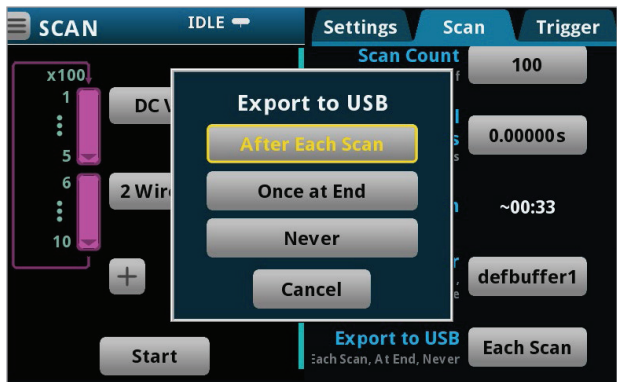 SCAN
IDLE
Settings
Scan
Trigger
x100
1
5
6
10
DC V
2 Wir
Start
Export to USB
After Each Scan
Once at End
Never
Cancel
Scan Count
100
0.00000s
~00:33
defbuffer1
Export to USB
Each Scan, At End, Never
Each Scan